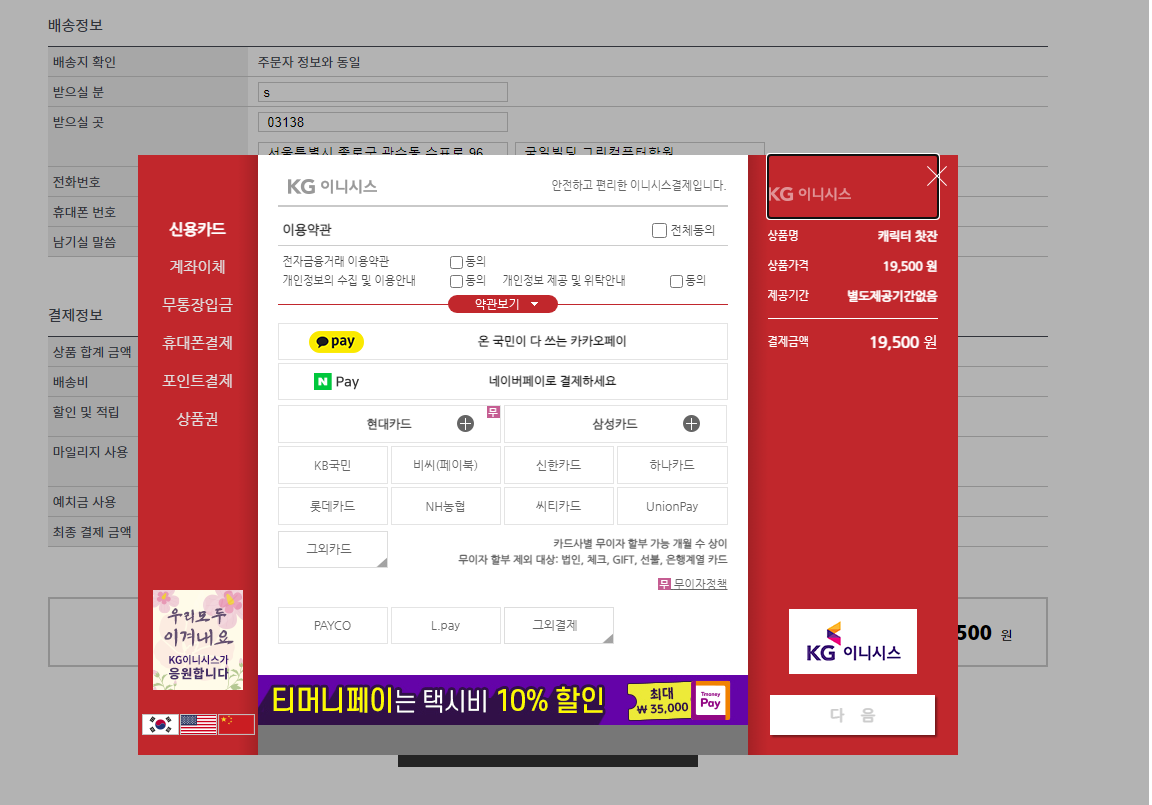 배송정보
배송지 확인 주문자 정보와 동일
받으실 분 s
받으실 곳 03138
서울특별시 종로구 관수동 수표로 96 국일빌딩 그린컴퓨터학원
전화번호
휴대폰 번호
남기실 말씀
결제정보
상품 합계 금액
배송비
할인 및 적립
마일리지 사용
예치금 사용
최종 결제 금액
500 원
신용카드
계좌이체
무통장입금
휴대폰결제
포인트결제
상품권
우리모두
이겨내요
KG이니시스가
응원합니다
KG 이니시스 안전하고 편리한 이니시스결제입니다.
이용약관 전체동의
전자금융거래 이용약관 동의
개인정보의 수집 및 이용안내 동의 개인정보 제공 및 위탁안내 동의
약관보기
pay 온 국민이 다 쓰는 카카오페이
N Pay 네이버페이로 결제하세요
현대카드 무 삼성카드
KB국민 비씨(페이북) 신한카드 하나카드
롯데카드 NH농협 씨티카드 UnionPay
그외카드
카드사별 무이자 할부 가능 개월 수 상이
무이자 할부 제외 대상: 법인, 체크, GIFT, 선불, 은행계열 카드
무 무이자정책
PAYCO L.pay 그외결제
티머니페이는 택시비 10% 할인 최대 ₩ 35,000 Tmoney Pay
KG 이니시스
상품명 캐릭터 찻잔
상품가격 19,500 원
제공기간 별도제공기간없음
결제금액 19,500 원
KG 이니시스
다 음